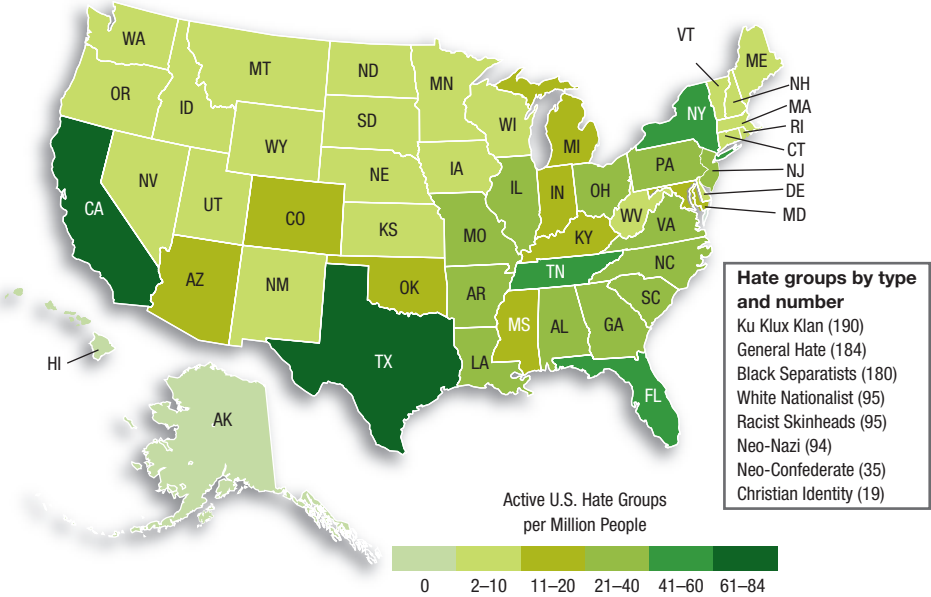 WA
OR
CA
NV
ID
MT
WY
UT
AZ
CO
NM
ND
SD
NE
KS
OK
TX
MN
IA
MO
AR
LA
WI
IL
MS
MI
IN
KY
TN
AL
OH
WV
VA
NC
SC
GA
FL
PA
NY
VT
ME
NH
MA
RI
CT
NJ
DE
MD
HI
AK
Hate groups by type
and number
Ku Klux Klan (190)
General Hate (184)
Black Separatists (180)
White Nationalist (95)
Racist Skinheads (95)
Neo-Nazi (94)
Neo-Confederate (35)
Christian Identity (19)
Active U.S. Hate Groups
per Million People
0 2–10 11–20 21–40 41–60 61–84